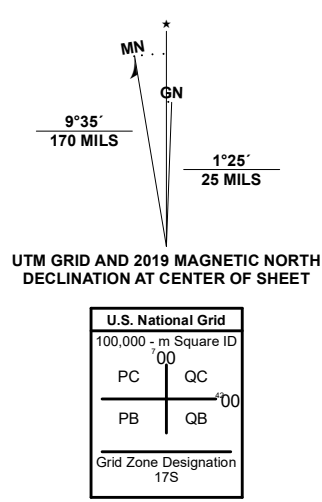 ★
MN
GN
9°35´
170 MILS
1°25´
25 MILS
UTM GRID AND 2019 MAGNETIC NORTH
DECLINATION AT CENTER OF SHEET
U.S. National Grid
100,000 - m Square ID
⁷00
PC QC
⁴²00
PB QB
Grid Zone Designation
17S